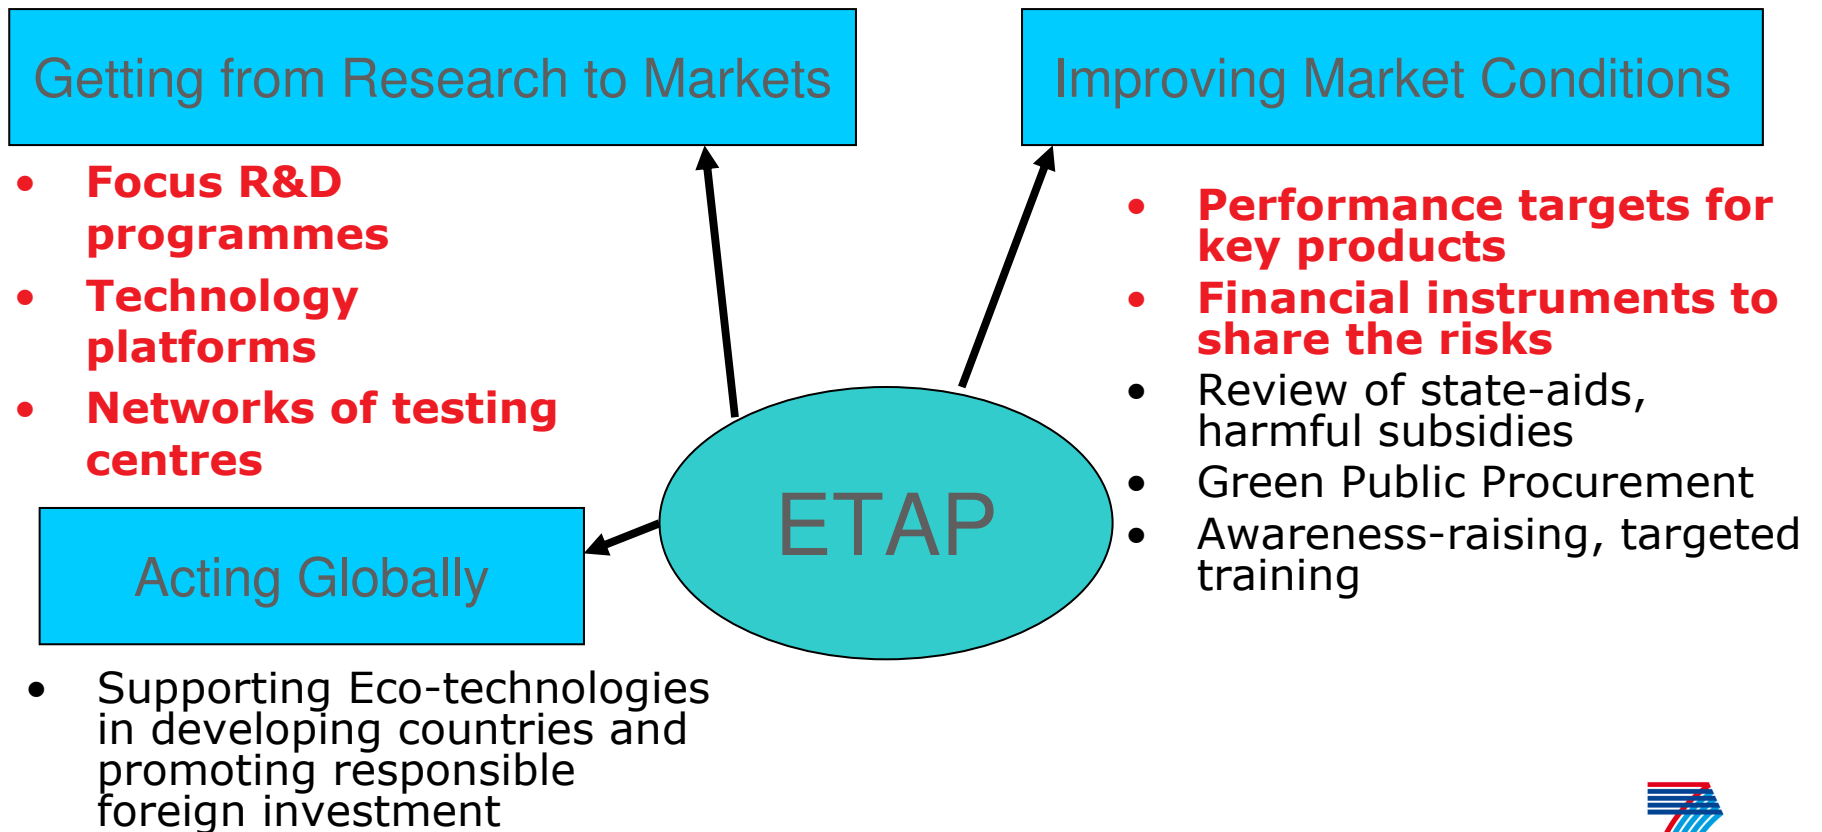 Getting from Research to Markets
Improving Market Conditions
• Focus R&D
programmes
• Technology
platforms
• Networks of testing
centres
• Performance targets for
key products
• Financial instruments to
share the risks
• Review of state-aids,
harmful subsidies
• Green Public Procurement
• Awareness-raising, targeted
training
ETAP
Acting Globally
• Supporting Eco-technologies
in developing countries and
promoting responsible
foreign investment